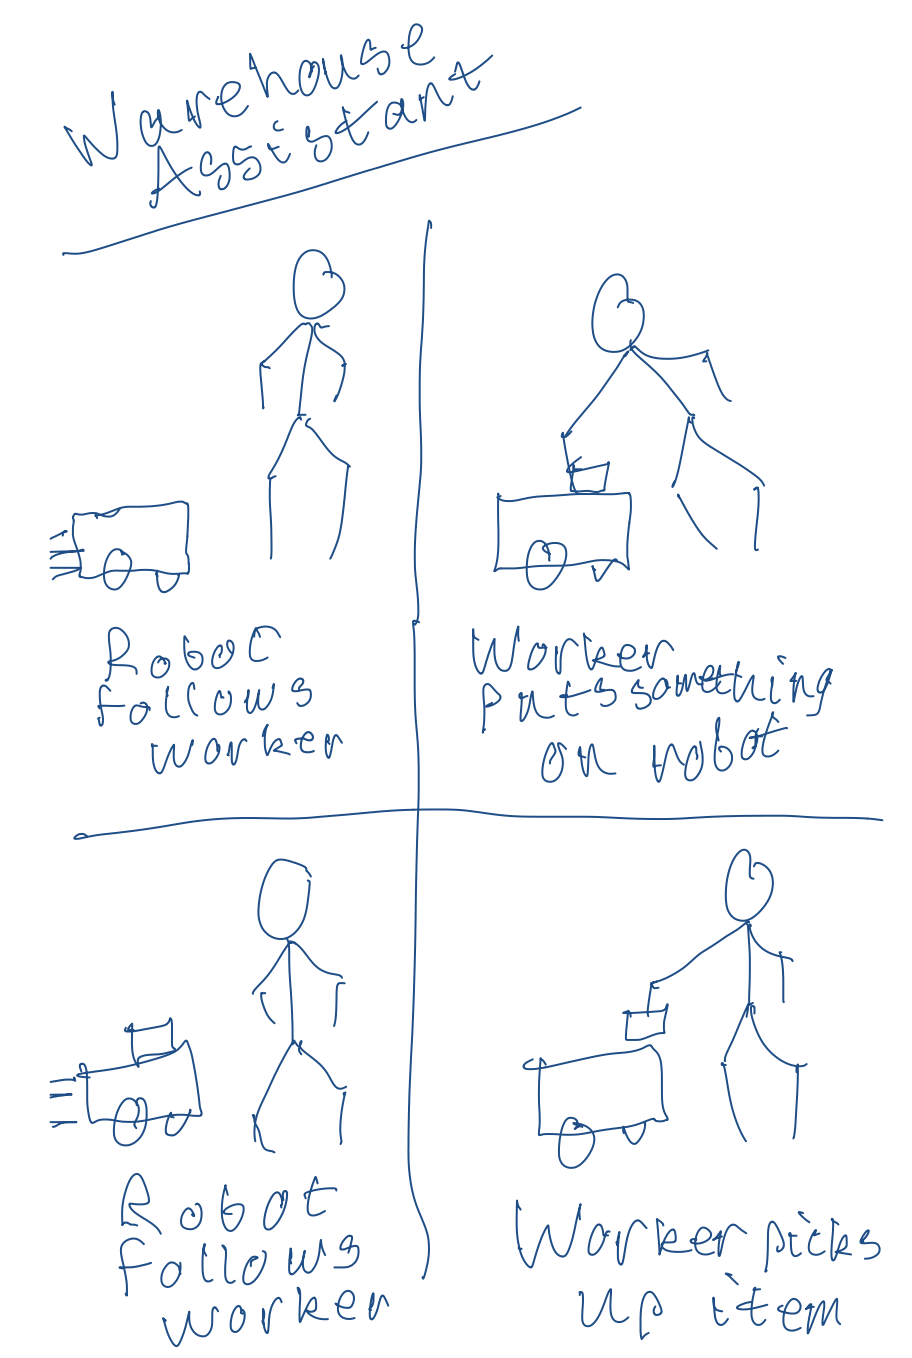 Warehouse
Assistant
Robot
follows
worker
Worker
puts something
on robot
Robot
follows
worker
Worker picks
up item